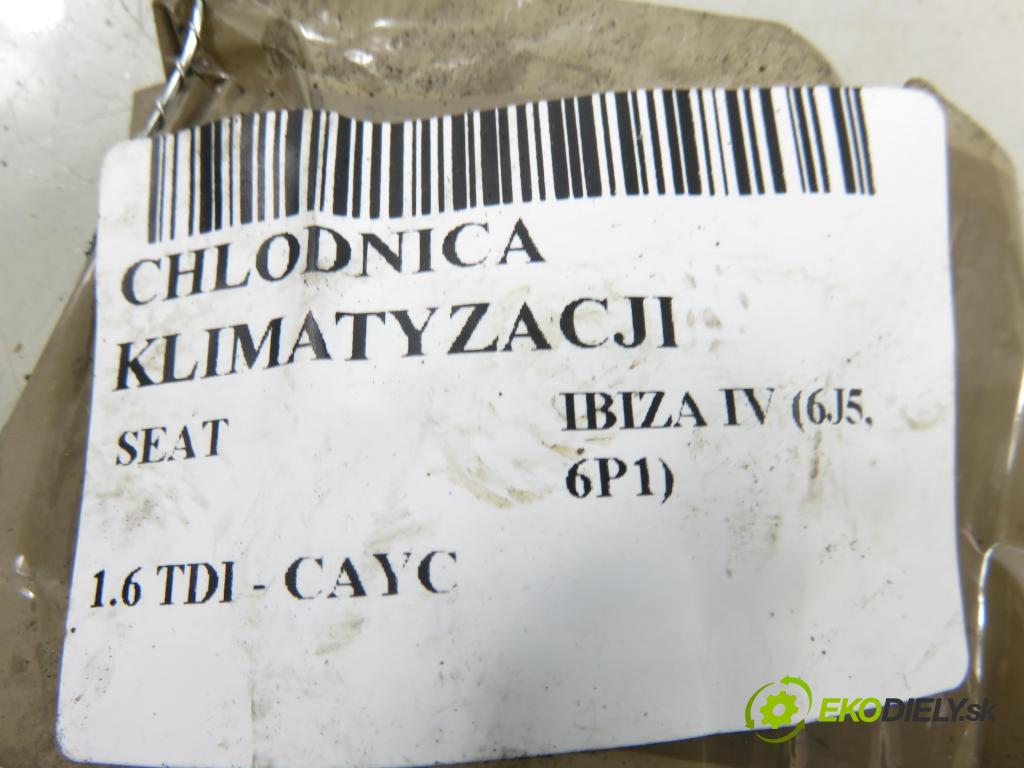 CHLODNICA
KLIMATYZACJI
SEAT
IBIZA IV (6J5,
6P1)
1.6 TDI - CAYC
EKODIELY.sk